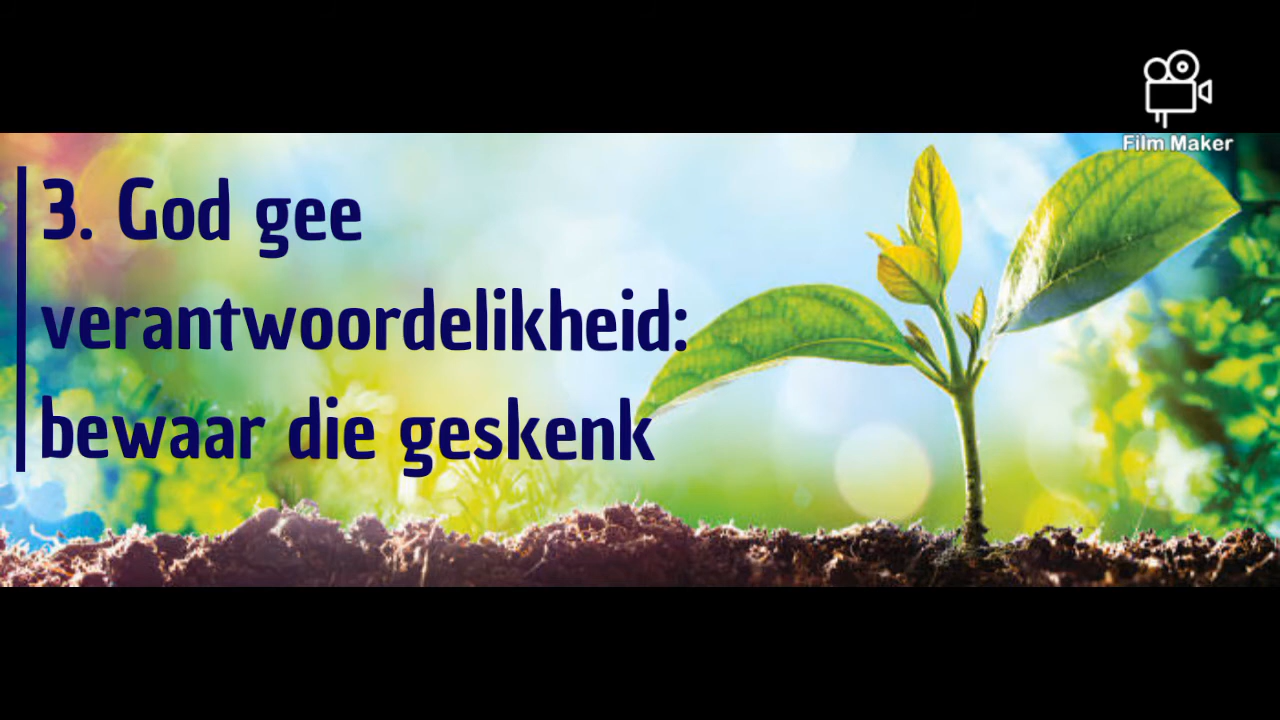 Film Maker
3. God gee
verantwoordelikheid:
bewaar die geskenk